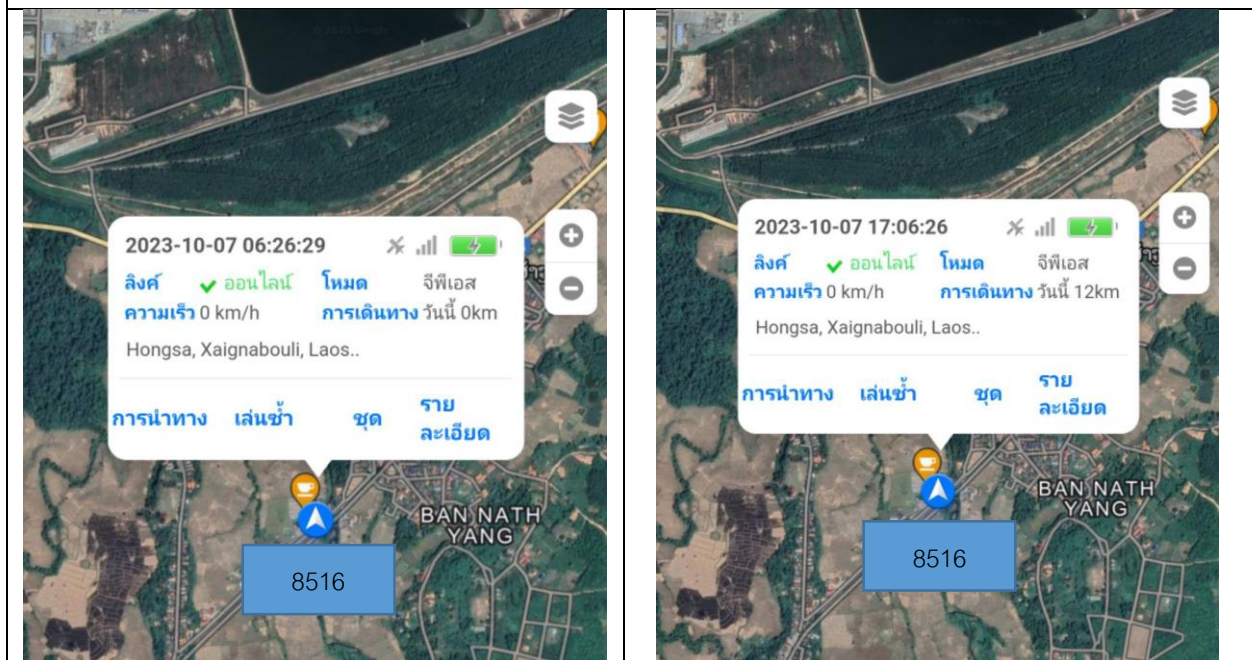 2023-10-07 06:26:29
ลิงค์ ออนไลน์ โหมด จีพีเอส
ความเร็ว 0 km/h การเดินทาง วันนี้ 0km
Hongsa, Xaignabouli, Laos..
การนำทาง เล่นซ้ำ ชุด ราย
ละเอียด
BAN NATH
YANG
8516
2023-10-07 17:06:26
ลิงค์ ออนไลน์ โหมด จีพีเอส
ความเร็ว 0 km/h การเดินทาง วันนี้ 12km
Hongsa, Xaignabouli, Laos..
การนำทาง เล่นซ้ำ ชุด ราย
ละเอียด
BAN NATH
YANG
8516